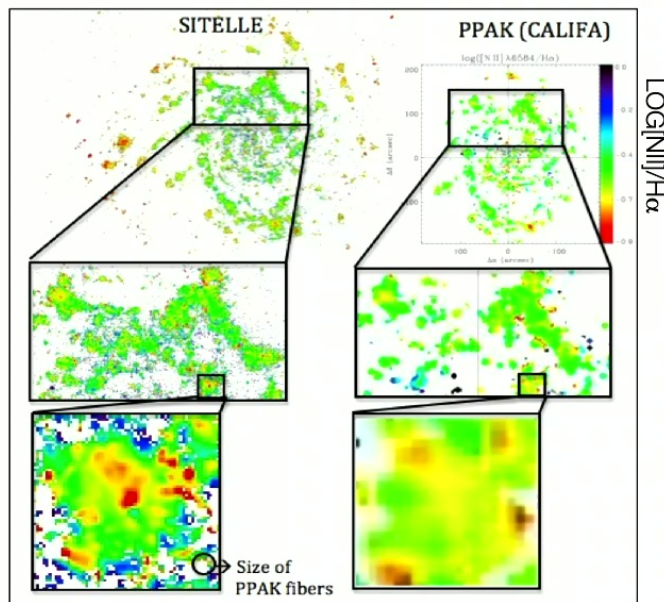 SITELLE
PPAK (CALIFA)
log([N II] λ6584/Hα)
200
100
0
100
0
100
Δδ (arcsec)
Δα (arcsec)
0.0
-0.2
-0.4
-0.6
-0.8
LOG[NII]/Hα
Size of
PPAK fibers